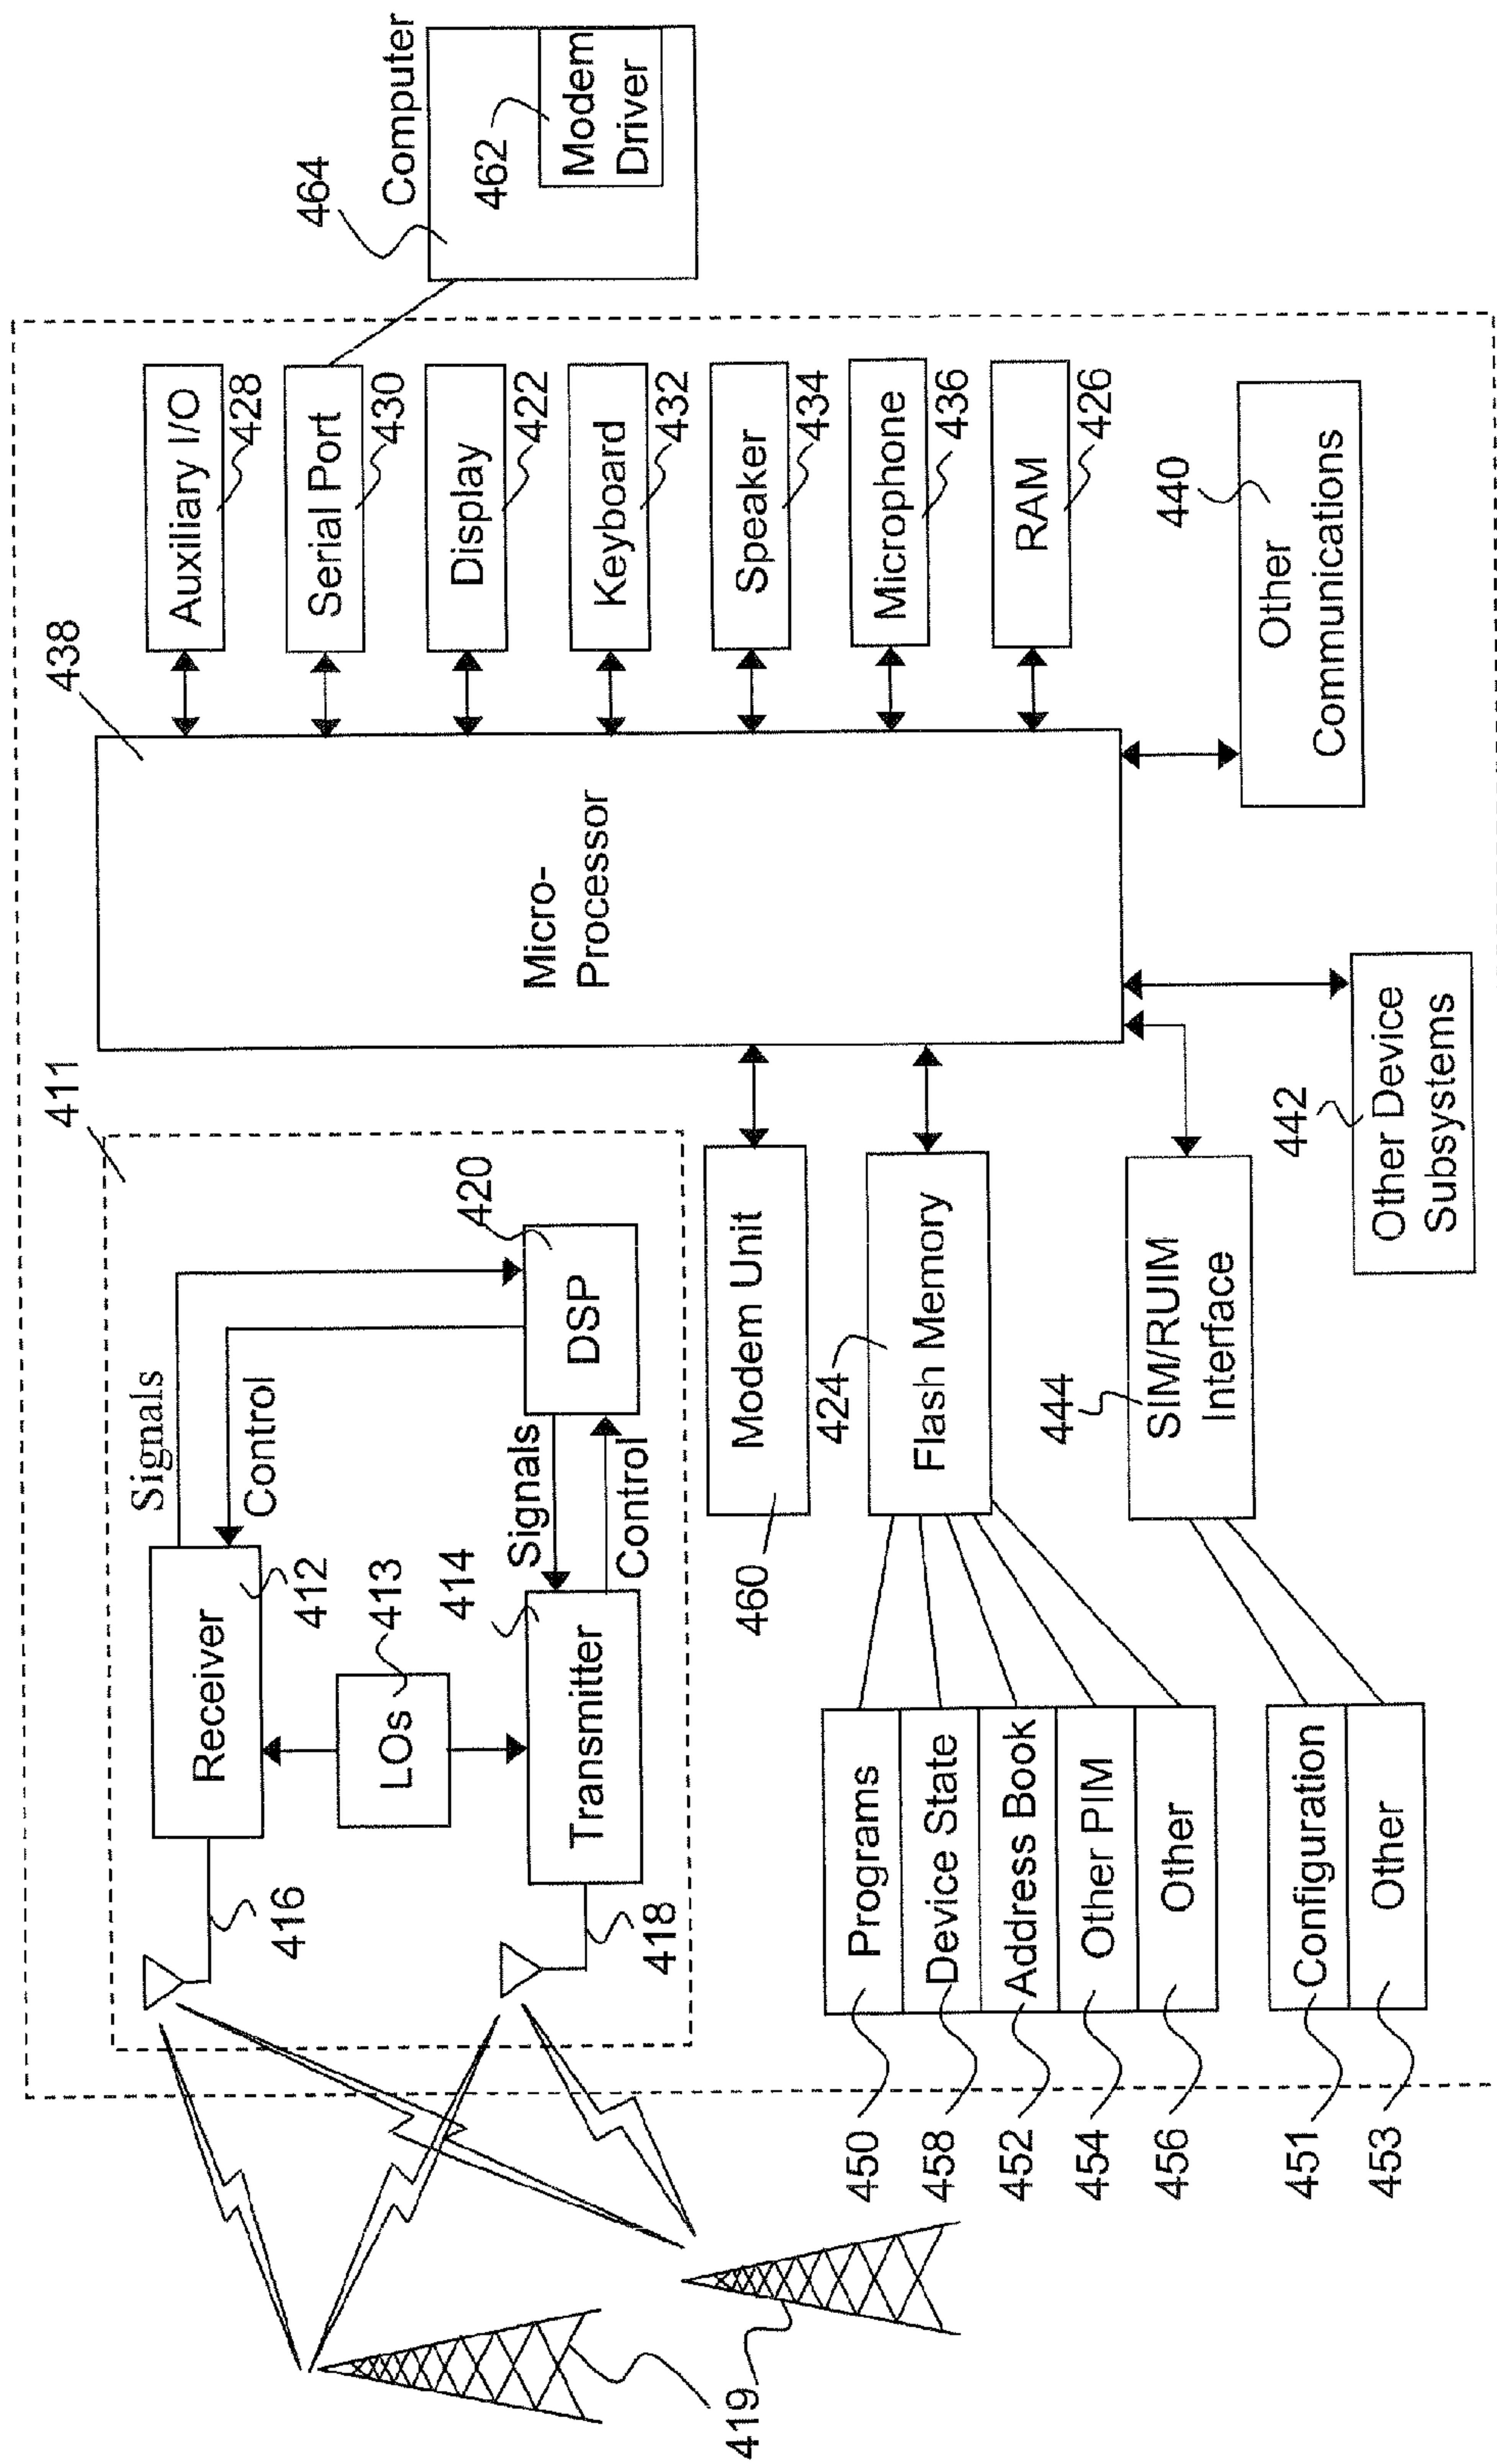 411
438
464
Computer
462
Modem
Driver
Signals
Control
Receiver
412
416
LOs
413
420
DSP
Signals
Control
414
Transmitter
418
419
Micro-
Processor
Auxiliary I/O
428
Serial Port
430
Display
422
Keyboard
432
Speaker
434
Microphone
436
RAM
426
Other
Communications
440
Modem Unit
460
Flash Memory
424
SIM/RUIM
Interface
444
Other Device
Subsystems
442
450
Programs
458
Device State
452
Address Book
454
Other PIM
456
Other
451
Configuration
453
Other